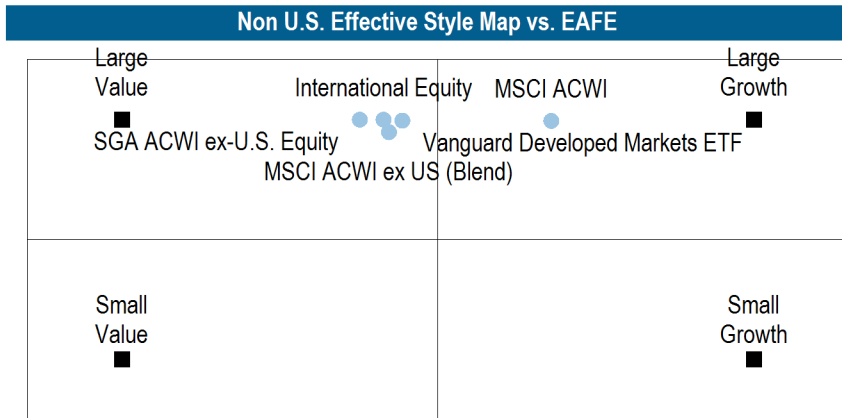 Non U.S. Effective Style Map vs. EAFE
Large
Value
Large
Growth
International Equity
MSCI ACWI
SGA ACWI ex-U.S. Equity
Vanguard Developed Markets ETF
MSCI ACWI ex US (Blend)
Small
Value
Small
Growth